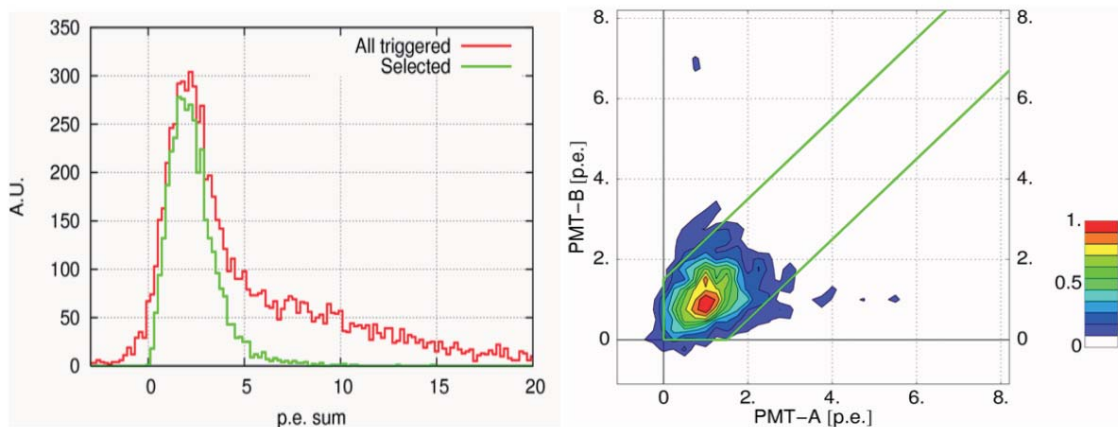 350
300
250
200
150
100
50
0
A.U.
All triggered
Selected
0 5 10 15 20
p.e. sum
8.
6.
4.
2.
0
PMT-B [p.e.]
8.
6.
4.
2.
0
0 2. 4. 6. 8.
PMT-A [p.e.]
1.
0.5
0